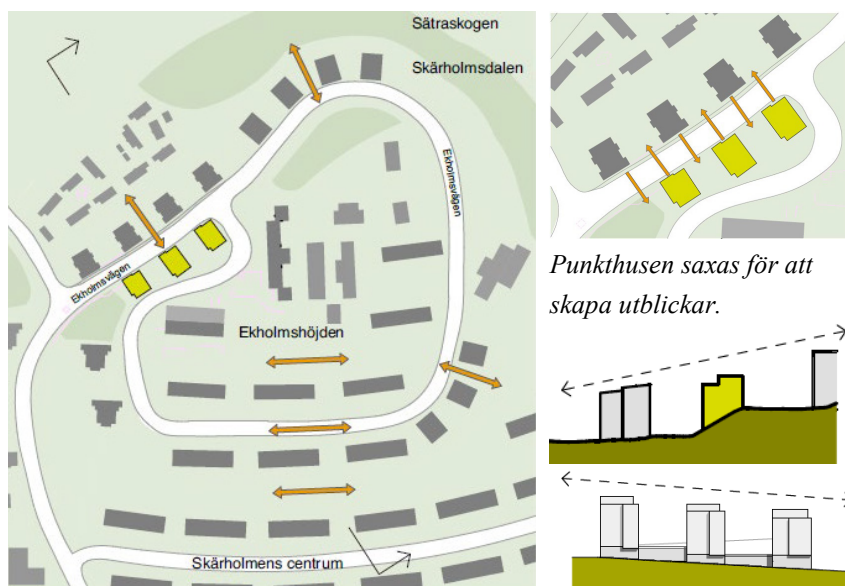 Sätraskogen
Skärholmsdalen
Ekholmsvägen
Ekholmsvägen
Ekholmshöjden
Skärholmens centrum
Punkthusen saxas för att
skapa utblickar.